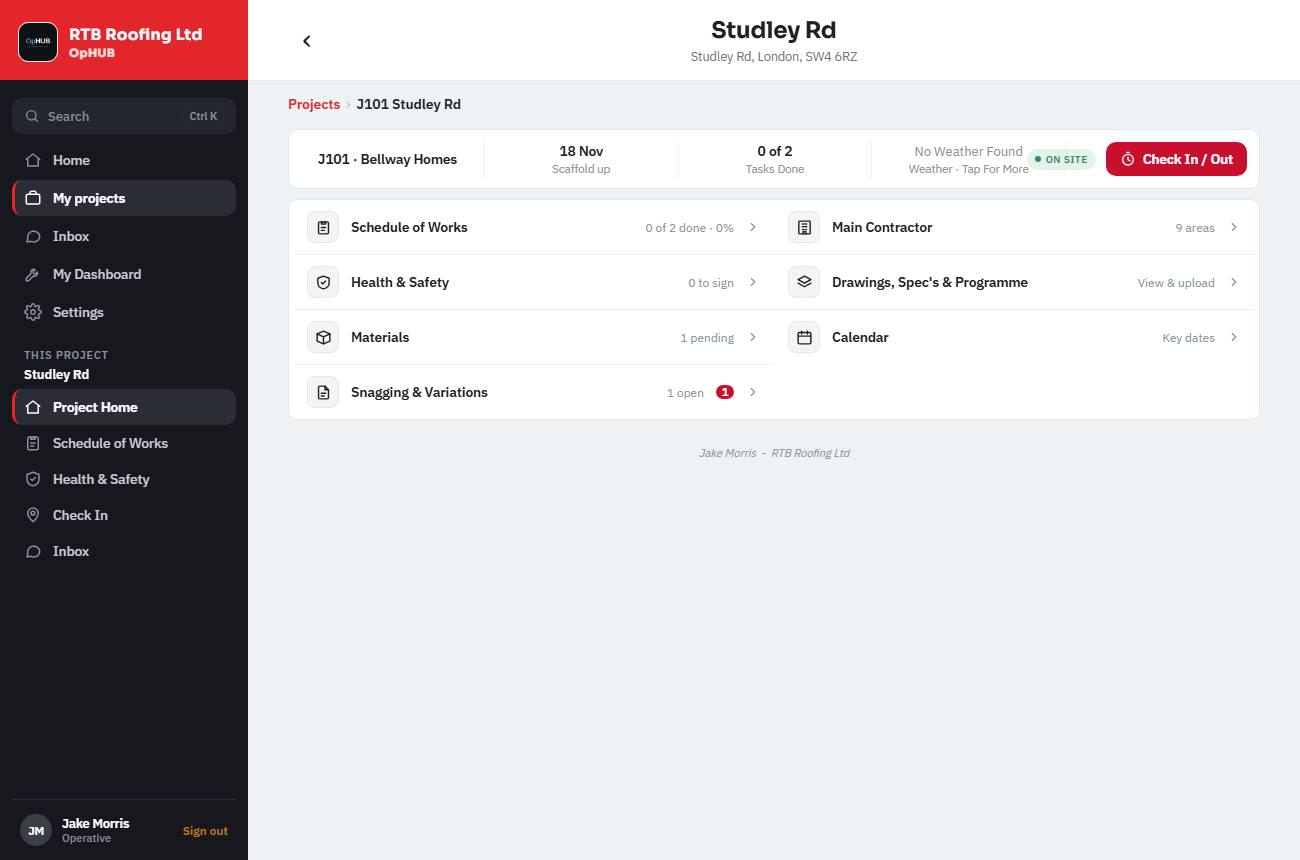 OpHUB
RTB Roofing Ltd
OpHUB
Search
Ctrl K
Home
My projects
Inbox
My Dashboard
Settings
THIS PROJECT
Studley Rd
Project Home
Schedule of Works
Health & Safety
Check In
Inbox
JM
Jake Morris
Operative
Sign out
Studley Rd
Studley Rd, London, SW4 6RZ
Projects › J101 Studley Rd
J101 · Bellway Homes
18 Nov
Scaffold up
0 of 2
Tasks Done
No Weather Found
Weather · Tap For More
ON SITE
Check In / Out
Schedule of Works
0 of 2 done · 0%
Main Contractor
9 areas
Health & Safety
0 to sign
Drawings, Spec's & Programme
View & upload
Materials
1 pending
Calendar
Key dates
Snagging & Variations
1 open
1
Jake Morris - RTB Roofing Ltd